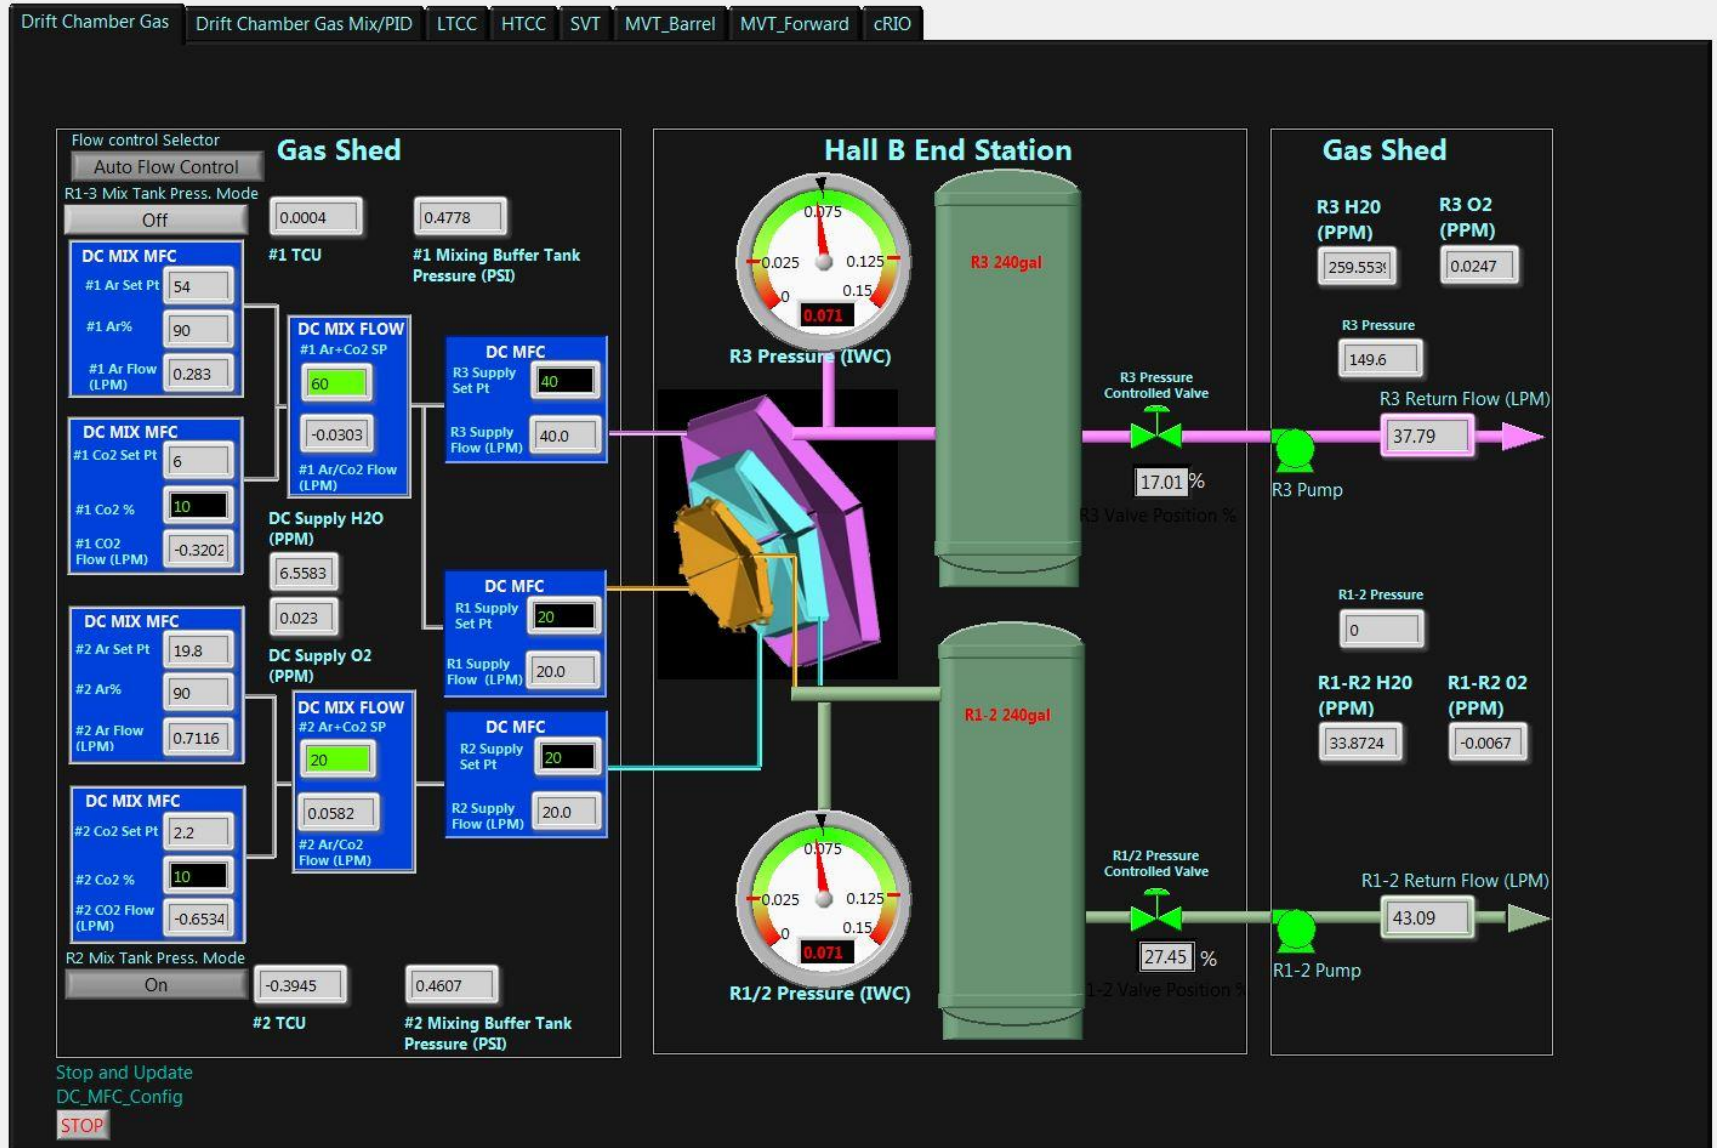 Drift Chamber Gas
Drift Chamber Gas Mix/PID
LTCC
HTCC
SVT
MVT_Barrel
MVT_Forward
cRIO
Flow control Selector
Auto Flow Control
R1-3 Mix Tank Press. Mode
Off
Gas Shed
0.0004
#1 TCU
0.4778
#1 Mixing Buffer Tank
Pressure (PSI)
DC MIX MFC
#1 Ar Set Pt
54
#1 Ar%
90
#1 Ar Flow
(LPM)
0.283
DC MIX MFC
#1 Co2 Set Pt
6
#1 Co2 %
10
#1 CO2
Flow (LPM)
-0.3202
DC MIX FLOW
#1 Ar+Co2 SP
60
-0.0303
#1 Ar/Co2 Flow
(LPM)
DC MFC
R3 Supply
Set Pt
40
R3 Supply
Flow (LPM)
40.0
DC Supply H2O
(PPM)
6.5583
0.023
DC Supply O2
(PPM)
DC MFC
R1 Supply
Set Pt
20
R1 Supply
Flow (LPM)
20.0
DC MIX MFC
#2 Ar Set Pt
19.8
#2 Ar%
90
#2 Ar Flow
(LPM)
0.7116
DC MIX MFC
#2 Co2 Set Pt
2.2
#2 Co2 %
10
#2 CO2 Flow
(LPM)
-0.6534
DC MIX FLOW
#2 Ar+Co2 SP
20
0.0582
#2 Ar/Co2
Flow (LPM)
DC MFC
R2 Supply
Set Pt
20
R2 Supply
Flow (LPM)
20.0
R2 Mix Tank Press. Mode
On
-0.3945
#2 TCU
0.4607
#2 Mixing Buffer Tank
Pressure (PSI)
Stop and Update
DC_MFC_Config
STOP
Hall B End Station
0.075
0.025
0.125
0
0.15
0.071
R3 Pressure (IWC)
R3 240gal
R3 Pressure
Controlled Valve
17.01 %
R3 Valve Position %
R1-2 240gal
0.075
0.025
0.125
0
0.15
0.071
R1/2 Pressure (IWC)
R1/2 Pressure
Controlled Valve
27.45 %
1-2 Valve Position %
Gas Shed
R3 H20
(PPM)
259.553
R3 O2
(PPM)
0.0247
R3 Pressure
149.6
R3 Return Flow (LPM)
37.79
R3 Pump
R1-2 Pressure
0
R1-R2 H20
(PPM)
33.8724
R1-R2 02
(PPM)
-0.0067
R1-2 Return Flow (LPM)
43.09
R1-2 Pump